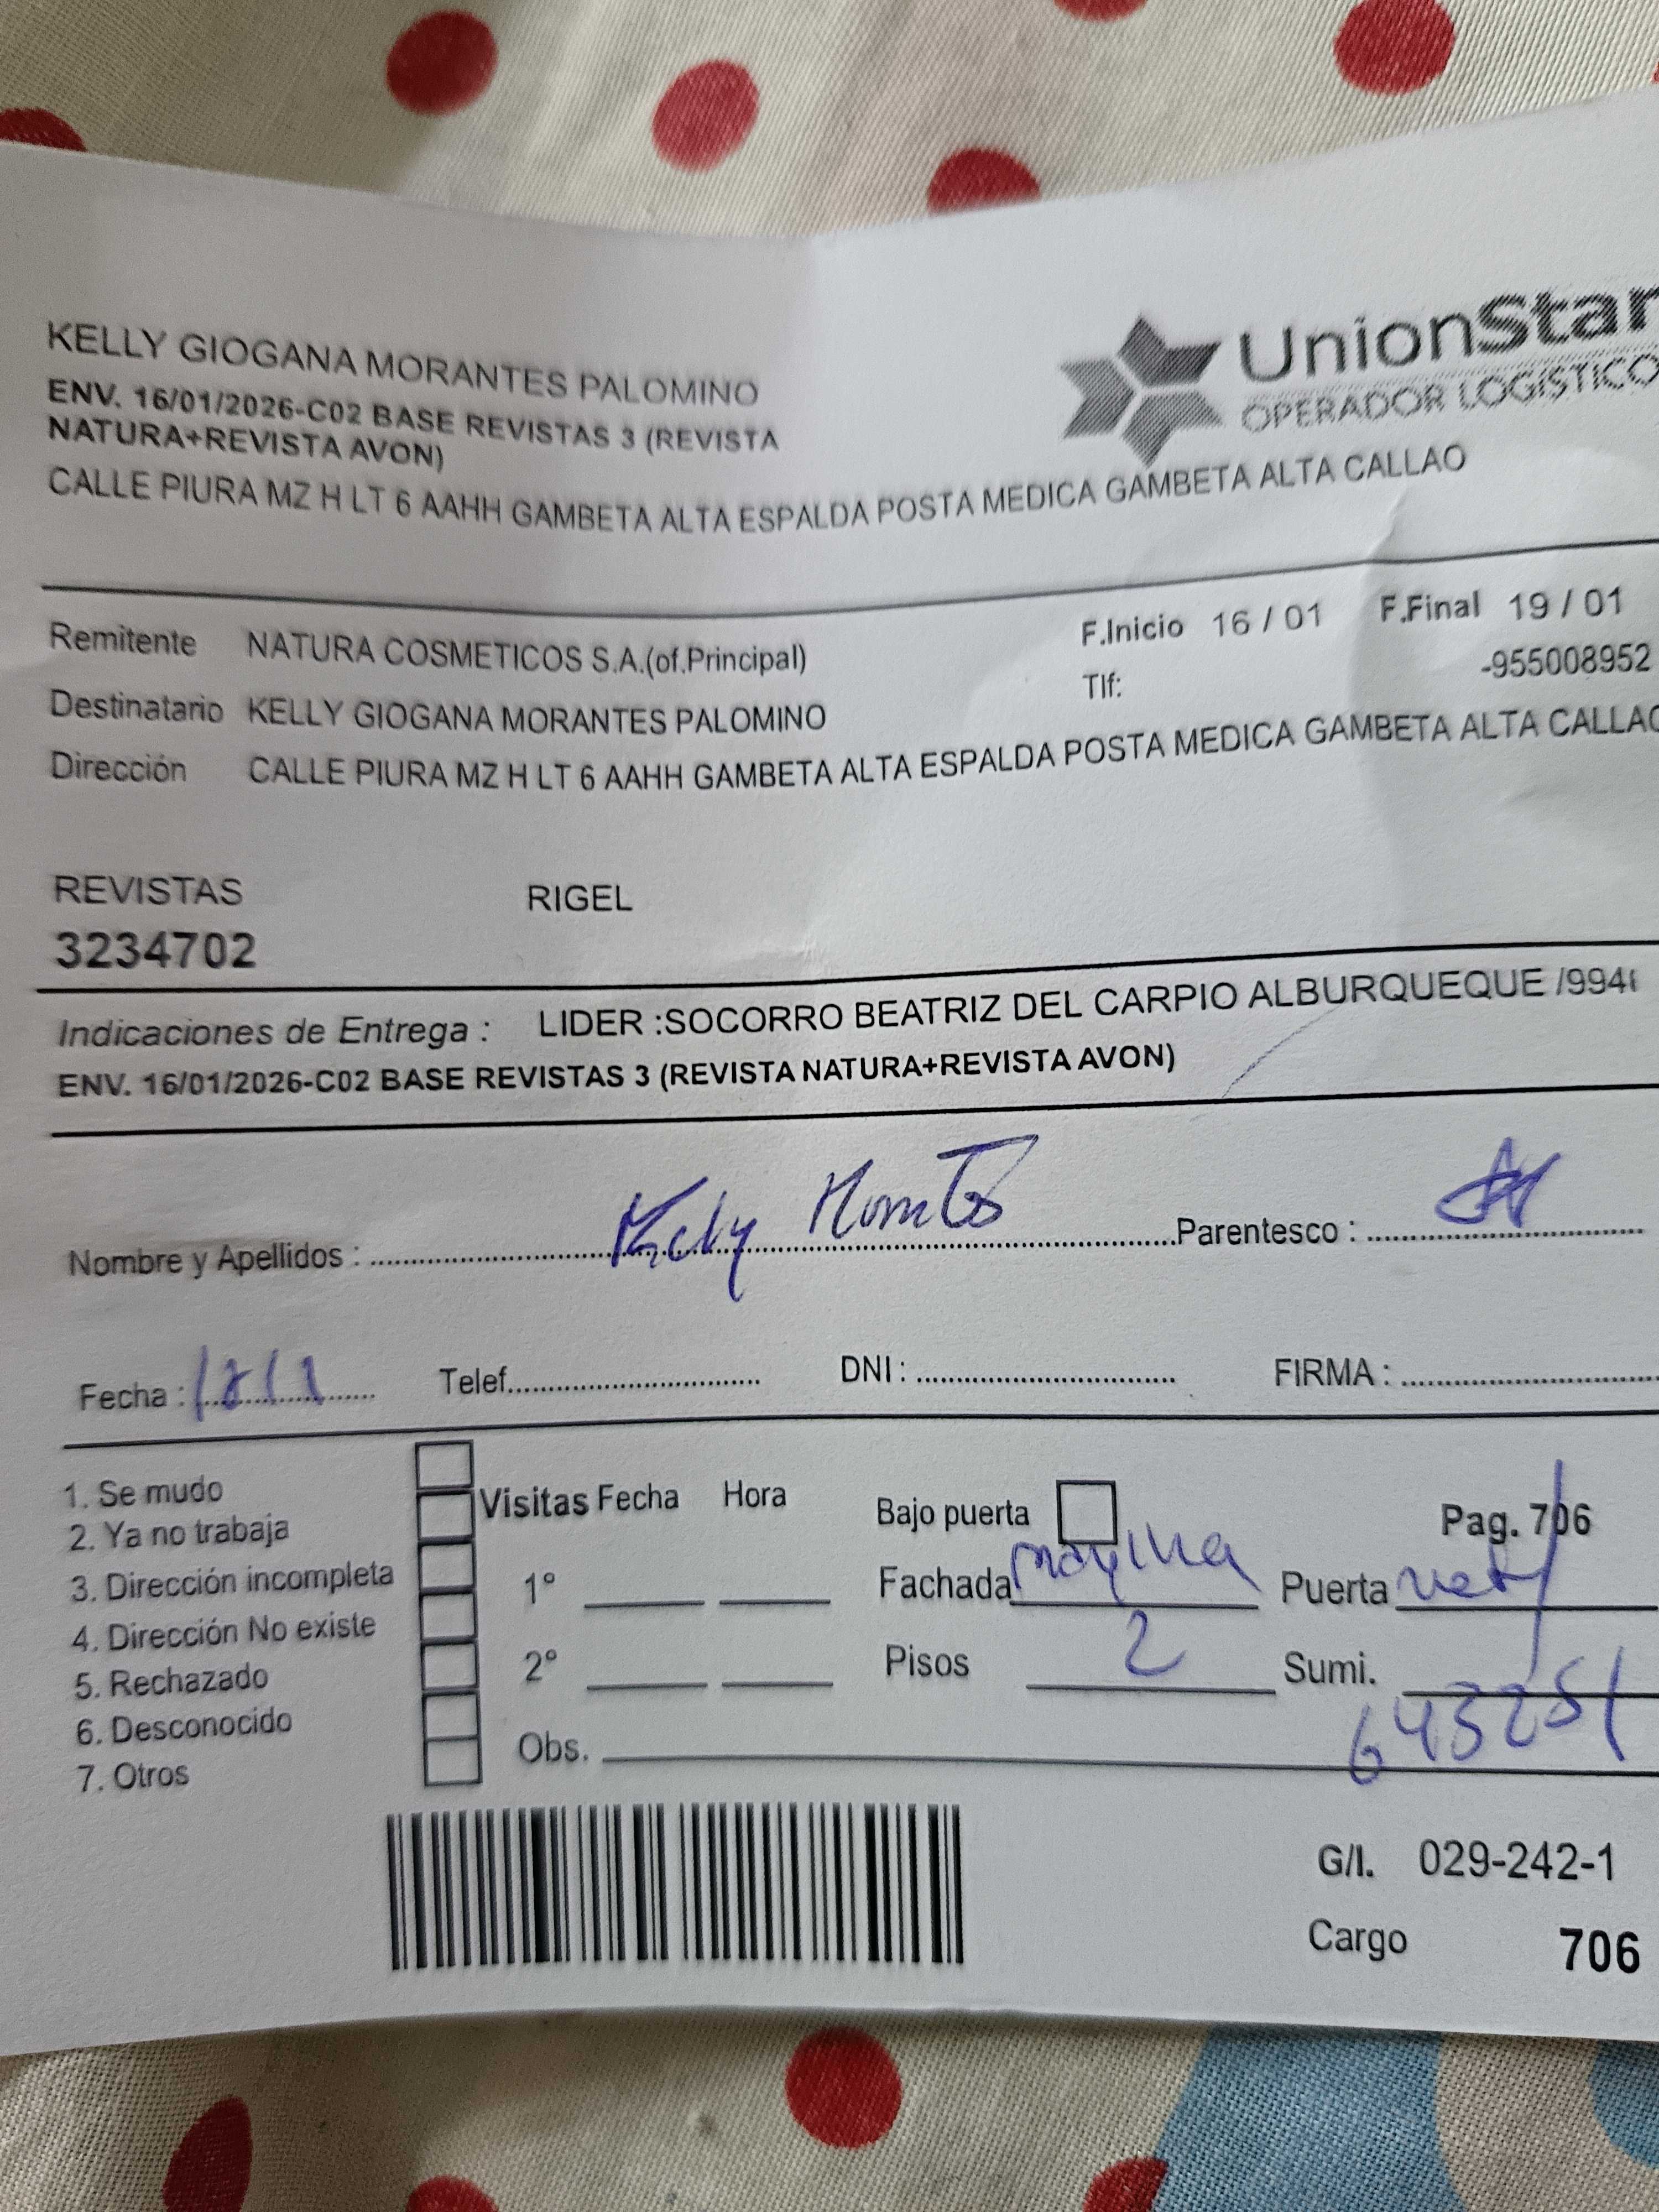 KELLY GIOGANA MORANTES PALOMINO
ENV. 16/01/2026-C02 BASE REVISTAS 3 (REVISTA
NATURA+REVISTA AVON)
CALLE PIURA MZ H LT 6 AAHH GAMBETA ALTA ESPALDA POSTA MEDICA GAMBETA ALTA CALLAO
UnionStar
OPERADOR LOGISTICO
Remitente NATURA COSMETICOS S.A.(of.Principal) F.Inicio 16 / 01 F.Final 19 / 01
Tlf: -955008952
Destinatario KELLY GIOGANA MORANTES PALOMINO
Dirección CALLE PIURA MZ H LT 6 AAHH GAMBETA ALTA ESPALDA POSTA MEDICA GAMBETA ALTA CALLAO
REVISTAS RIGEL
3234702
Indicaciones de Entrega : LIDER :SOCORRO BEATRIZ DEL CARPIO ALBURQUEQUE /994
ENV. 16/01/2026-C02 BASE REVISTAS 3 (REVISTA NATURA+REVISTA AVON)
Nombre y Apellidos : Kelly Parentesco :
Fecha : Telef. DNI : FIRMA :
1. Se mudo
2. Ya no trabaja
3. Dirección incompleta
4. Dirección No existe
5. Rechazado
6. Desconocido
7. Otros
Visitas Fecha Hora
1°
2°
Obs.
Bajo puerta Pag. 706
Fachada Puerta
Pisos 2 Sumi.
643251
G/I. 029-242-1
Cargo 706